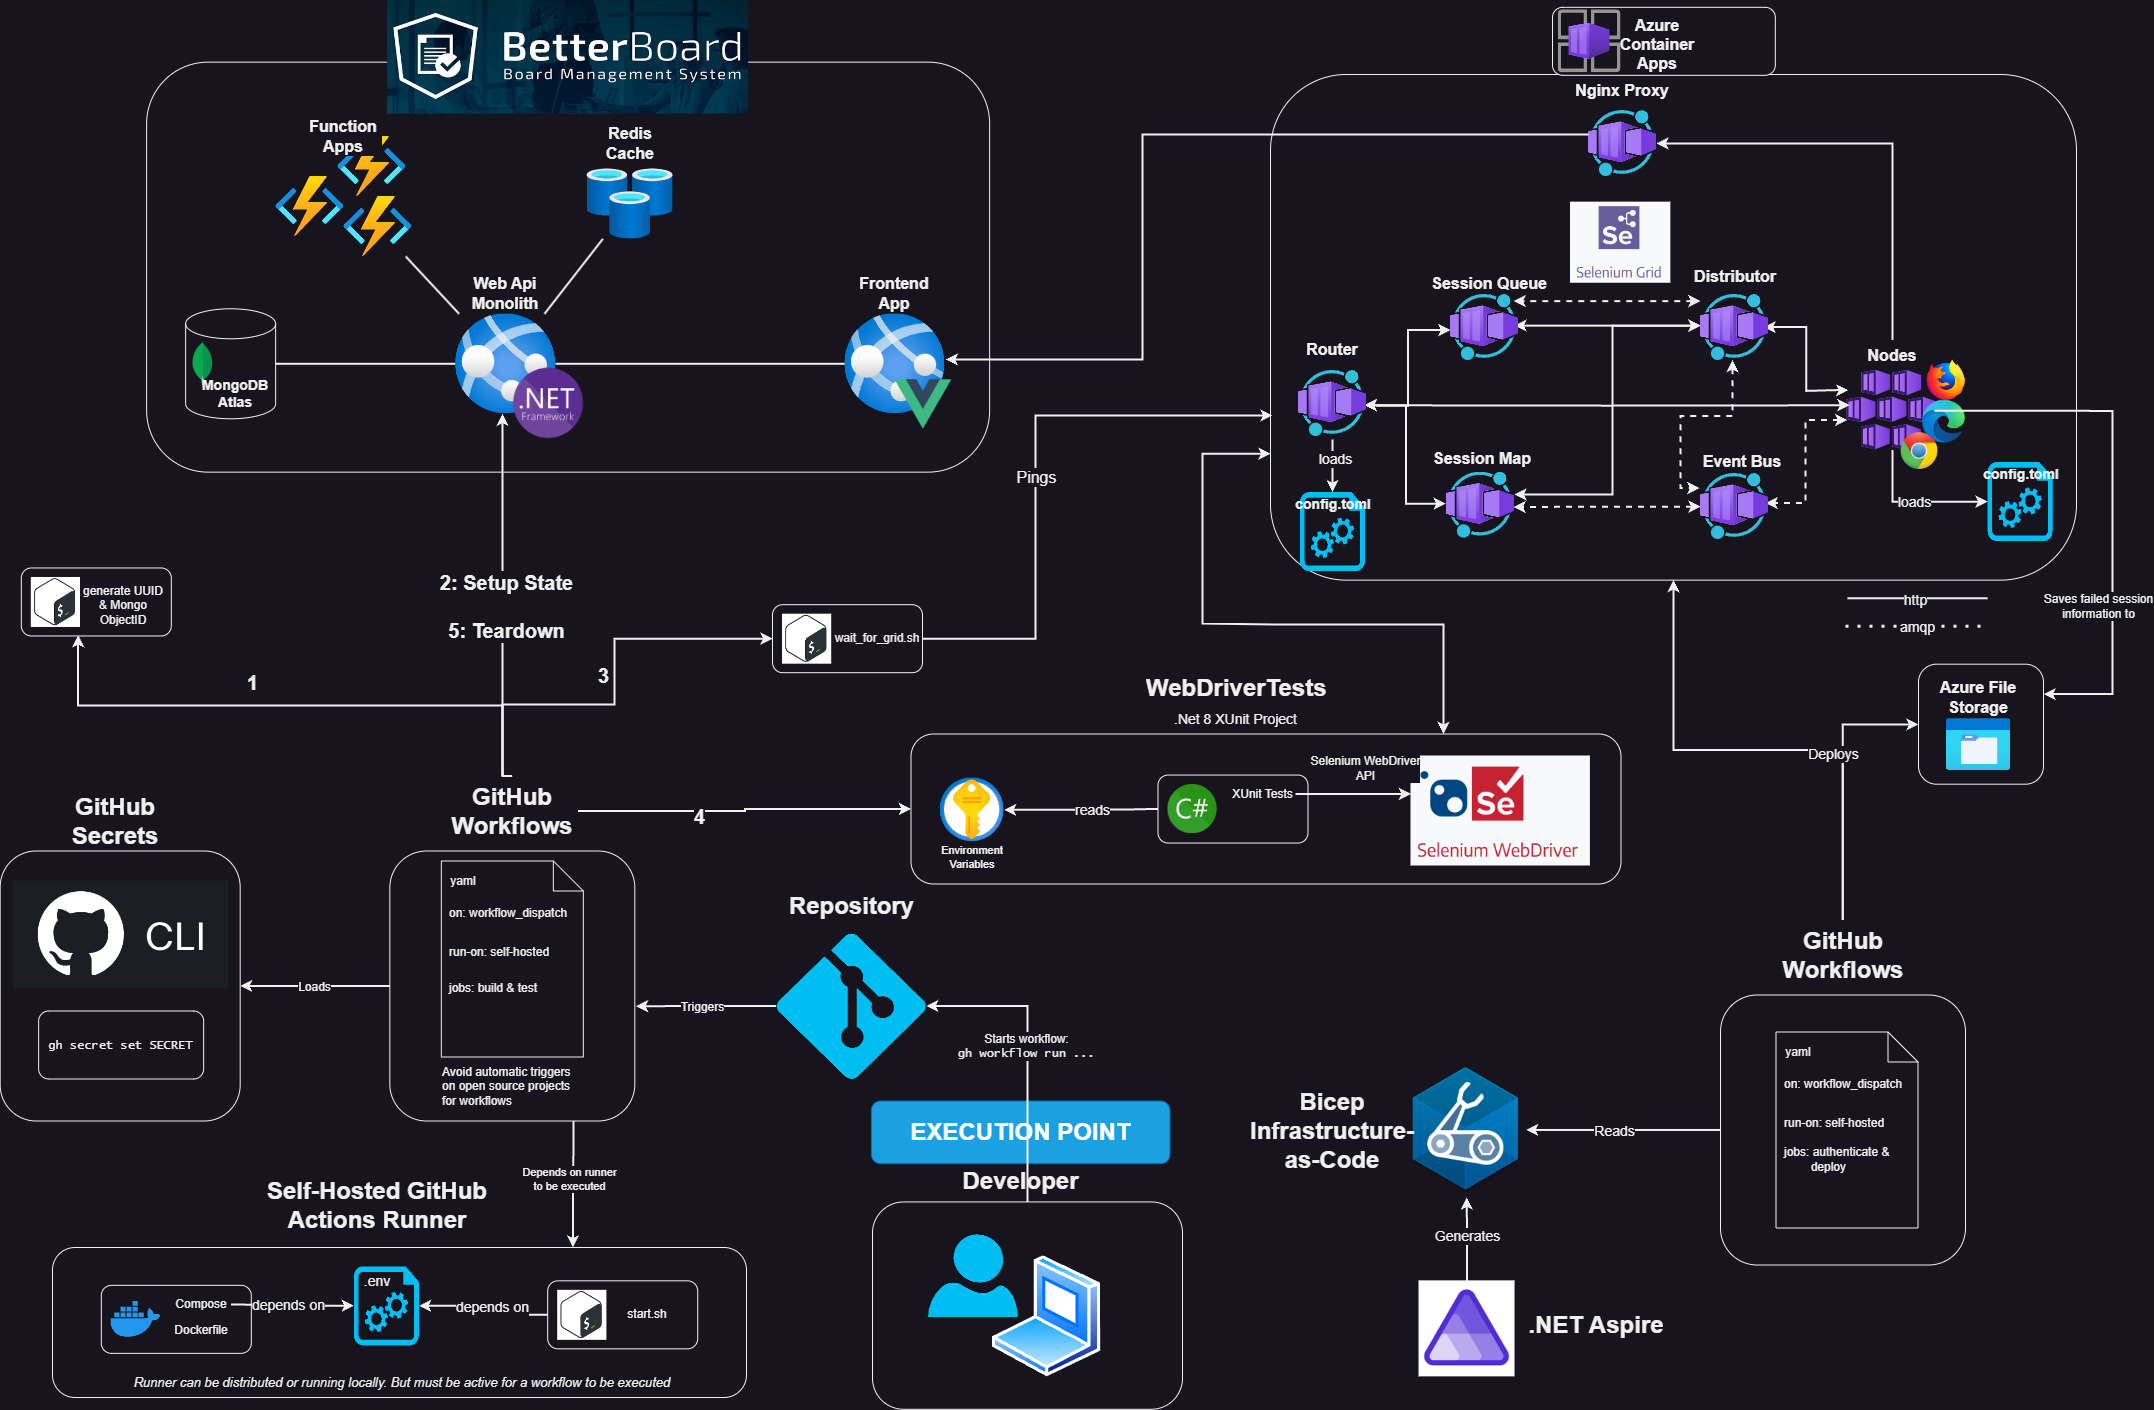 BetterBoard
Board Management System
Function
Apps
Redis
Cache
Web Api
Monolith
.NET
Framework
Frontend
App
MongoDB
Atlas
Azure
Container
Apps
Nginx Proxy
Se
Selenium Grid
Session Queue
Distributor
Router
Nodes
loads
config.toml
Session Map
Event Bus
loads
config.toml
http
amqp
Saves failed session
information to
Azure File
Storage
Deploys
Pings
generate UUID
& Mongo
ObjectID
2: Setup State
5: Teardown
1
3
wait_for_grid.sh
4
WebDriverTests
.Net 8 XUnit Project
Environment
Variables
reads
C#
XUnit Tests
Selenium WebDriver
API
Se
Selenium WebDriver
GitHub
Secrets
CLI
gh secret set SECRET
Loads
GitHub
Workflows
yaml
on: workflow_dispatch
run-on: self-hosted
jobs: build & test
Avoid automatic triggers
on open source projects
for workflows
Triggers
Repository
Starts workflow:
gh workflow run ...
EXECUTION POINT
Developer
Depends on runner
to be executed
Self-Hosted GitHub
Actions Runner
Compose
Dockerfile
depends on
.env
depends on
$_
start.sh
Runner can be distributed or running locally. But must be active for a workflow to be executed
GitHub
Workflows
yaml
on: workflow_dispatch
run-on: self-hosted
jobs: authenticate &
deploy
Reads
Bicep
Infrastructure-
as-Code
Generates
.NET Aspire